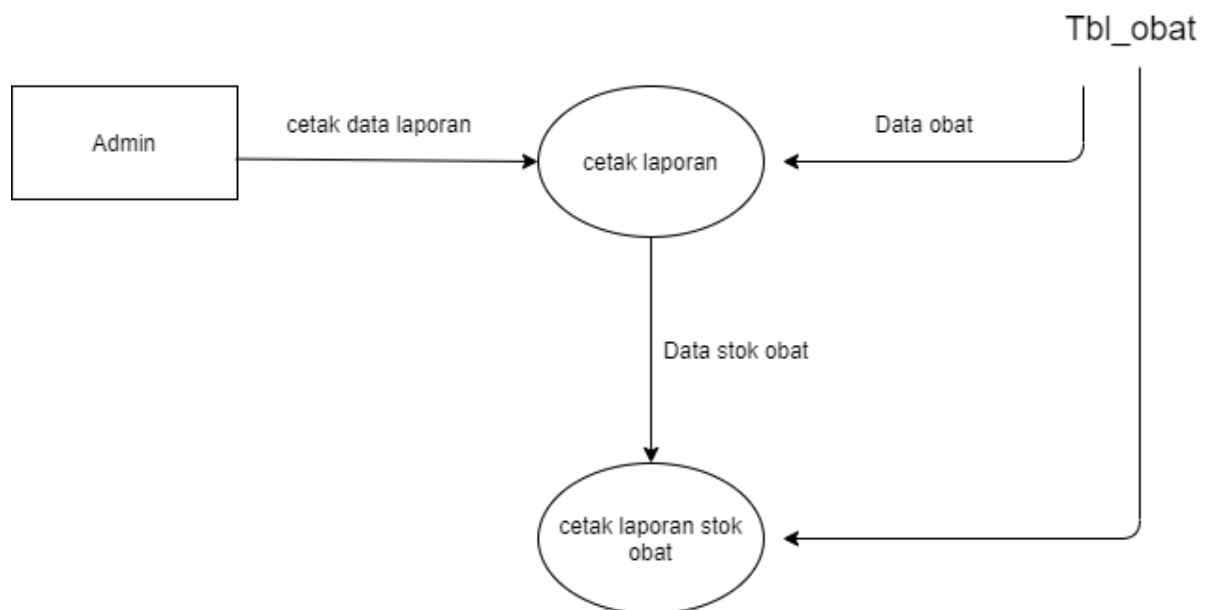 Tbl_obat
Admin
cetak data laporan
cetak laporan
Data obat
Data stok obat
cetak laporan stok
obat